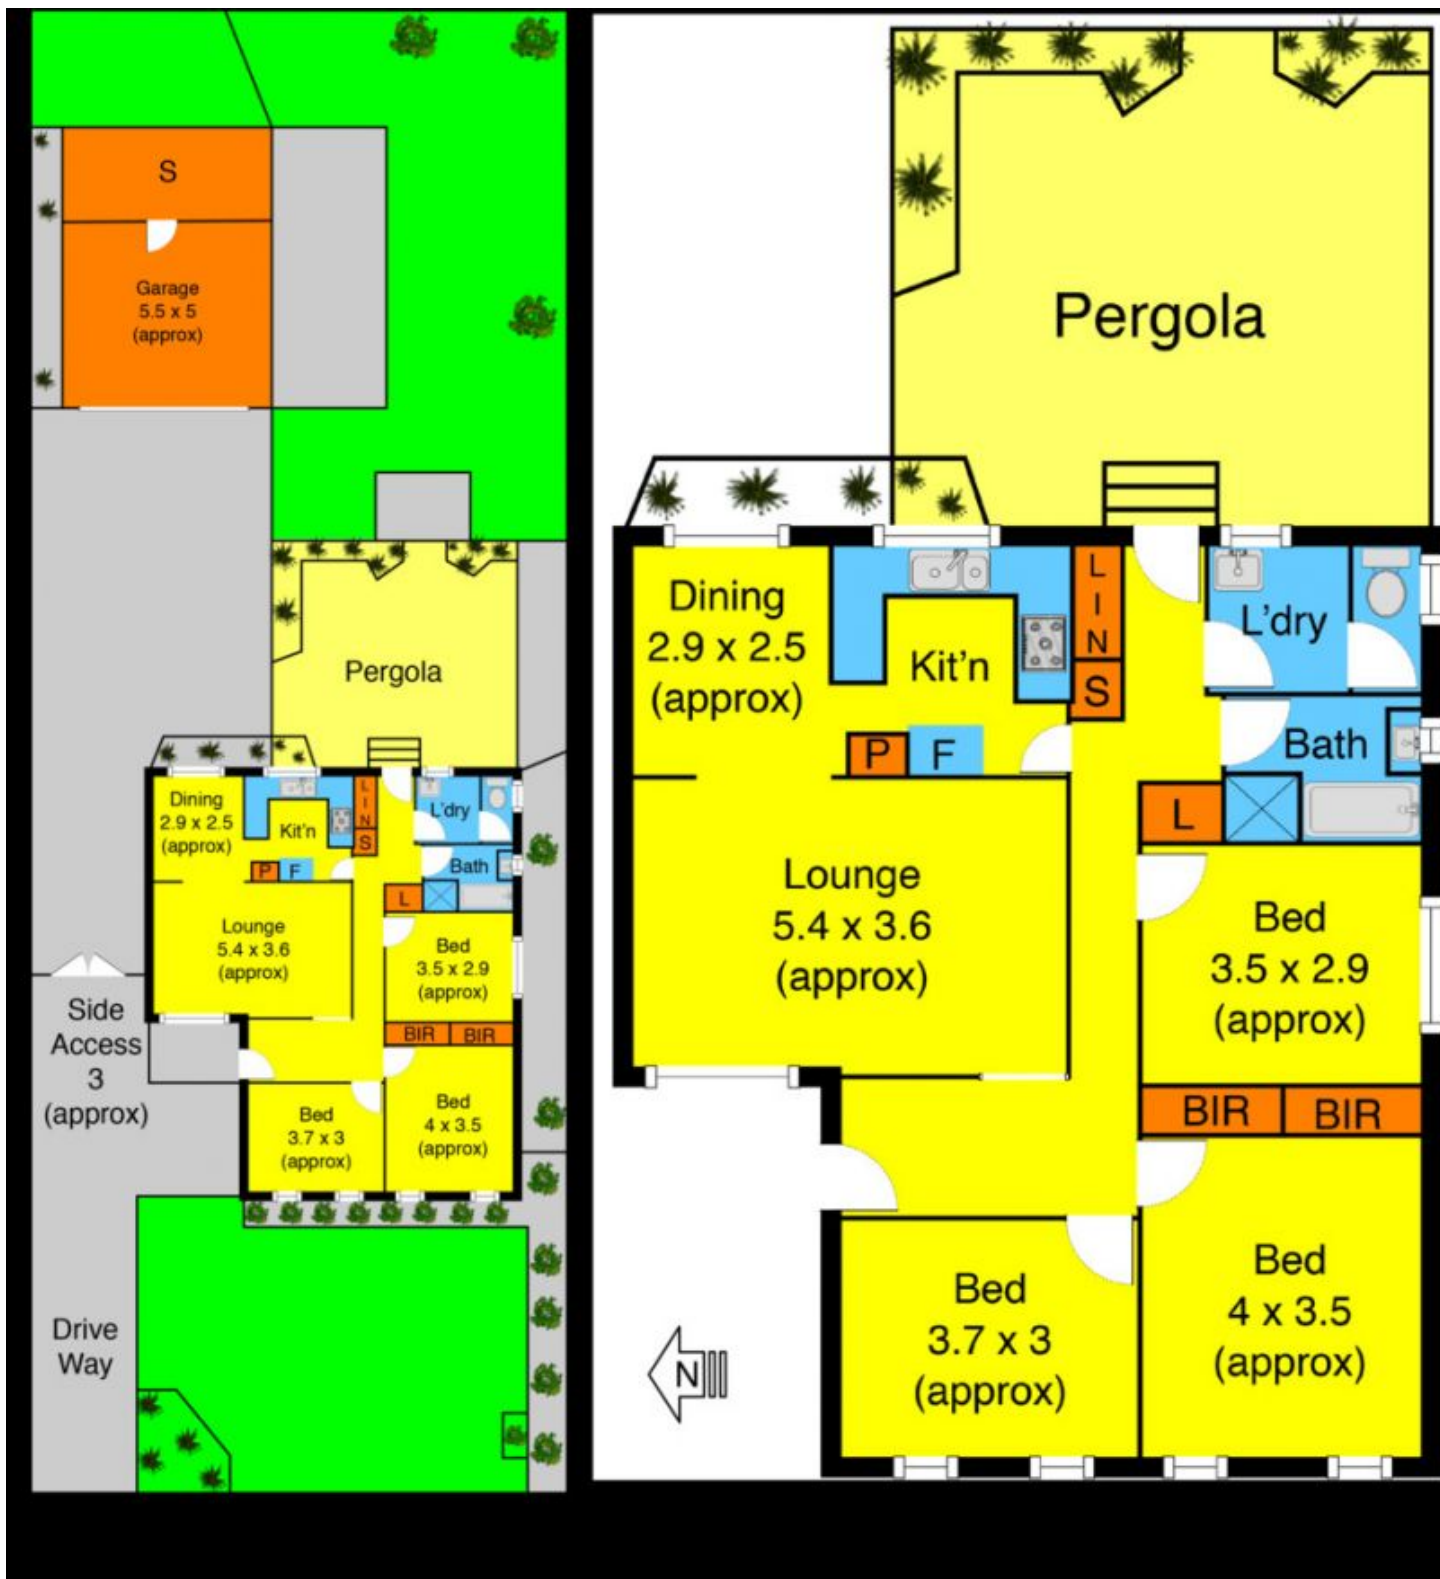 S
Garage
5.5 x 5
(approx)
Pergola
Dining
2.9 x 2.5
(approx)
Kit'n
P
F
L
I
N
S
L'dry
Bath
L
Lounge
5.4 x 3.6
(approx)
Bed
3.5 x 2.9
(approx)
BIR
BIR
Side
Access
3
(approx)
Bed
3.7 x 3
(approx)
Bed
4 x 3.5
(approx)
Drive
Way
Pergola
Dining
2.9 x 2.5
(approx)
Kit'n
P
F
L
I
N
S
L'dry
Bath
L
Lounge
5.4 x 3.6
(approx)
Bed
3.5 x 2.9
(approx)
BIR
BIR
Bed
3.7 x 3
(approx)
Bed
4 x 3.5
(approx)
N